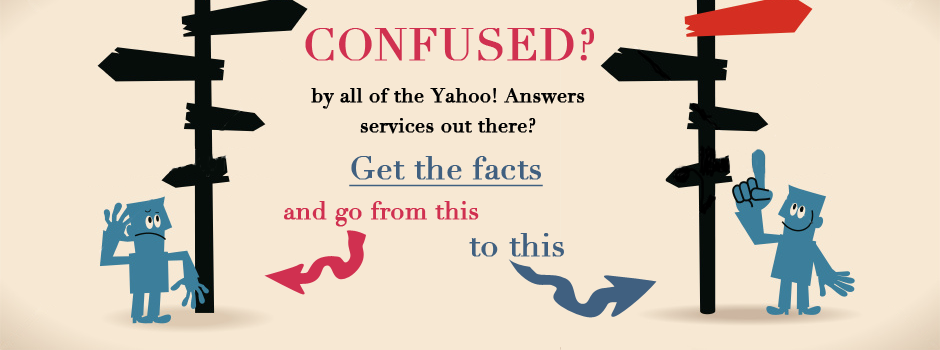 CONFUSED?
by all of the Yahoo! Answers
services out there?
Get the facts
and go from this
to this